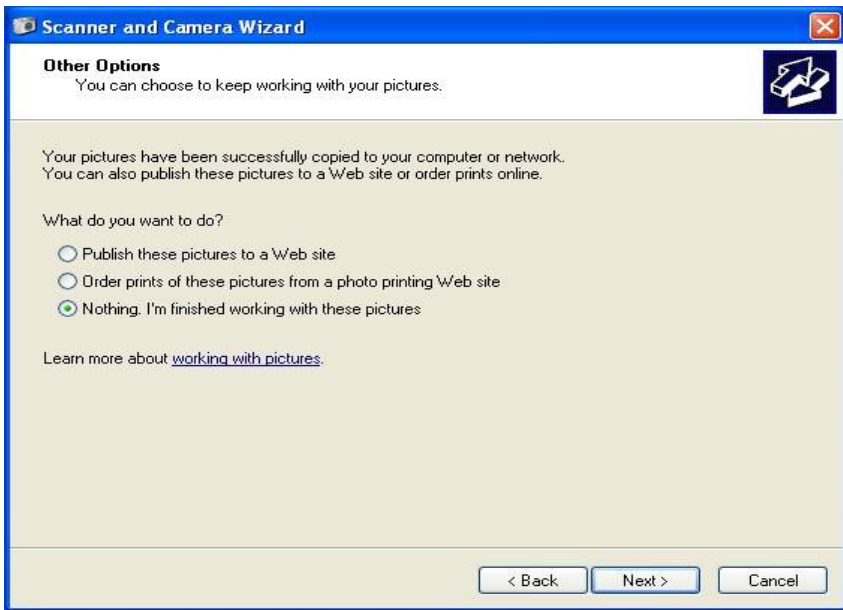 Scanner and Camera Wizard
Other Options
You can choose to keep working with your pictures.
Your pictures have been successfully copied to your computer or network.
You can also publish these pictures to a Web site or order prints online.
What do you want to do?
Publish these pictures to a Web site
Order prints of these pictures from a photo printing Web site
Nothing. I'm finished working with these pictures
Learn more about working with pictures.
< Back Next > Cancel